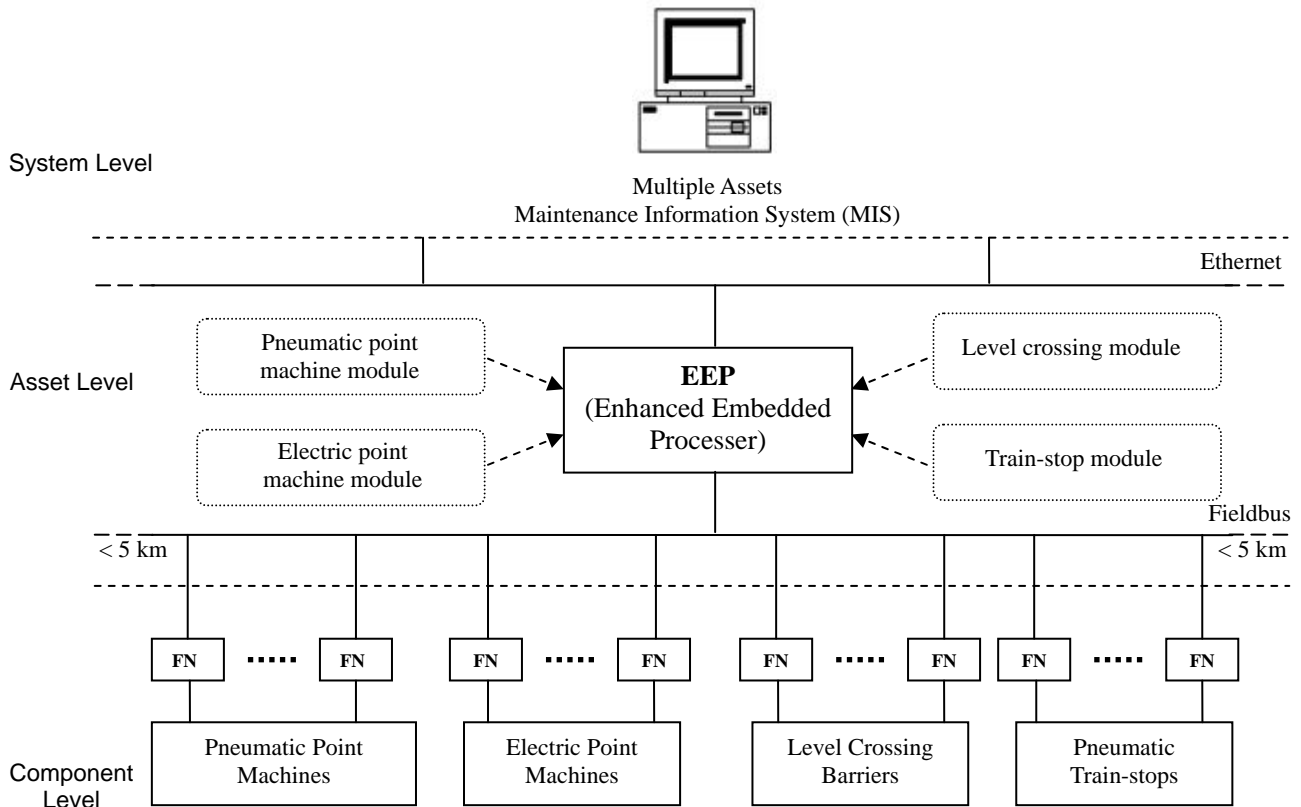 System Level
Multiple Assets
Maintenance Information System (MIS)
Ethernet
Pneumatic point
machine module
Level crossing module
Asset Level
EEP
(Enhanced Embedded
Processer)
Electric point
machine module
Train-stop module
Fieldbus
< 5 km
< 5 km
FN
FN
FN
FN
FN
FN
FN
FN
Pneumatic Point
Machines
Electric Point
Machines
Level Crossing
Barriers
Pneumatic
Train-stops
Component
Level